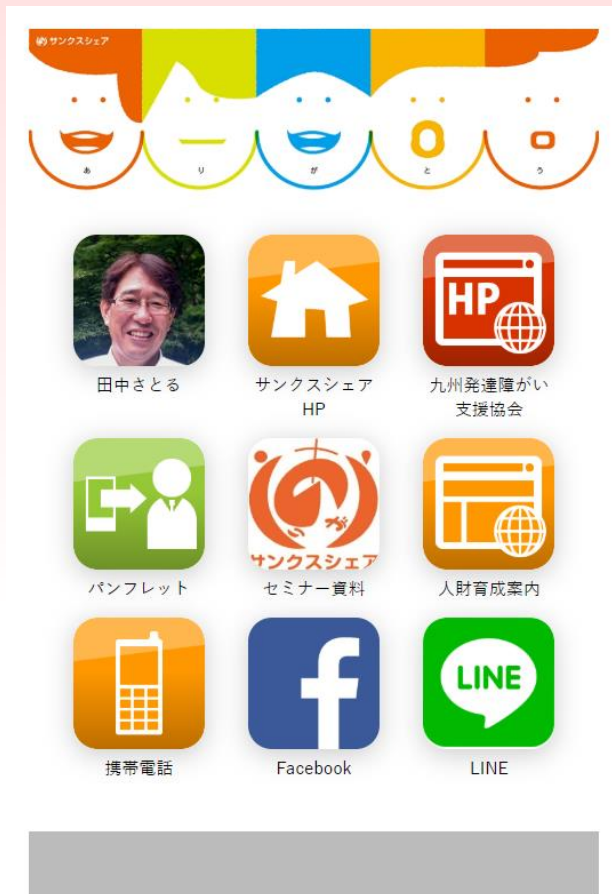 サンクスシェア
あ り が と う
田中さとる
サンクスシェア
HP
HP
九州発達障がい
支援協会
パンフレット
サンクスシェア
セミナー資料
人財育成案内
携帯電話
Facebook
LINE
LINE